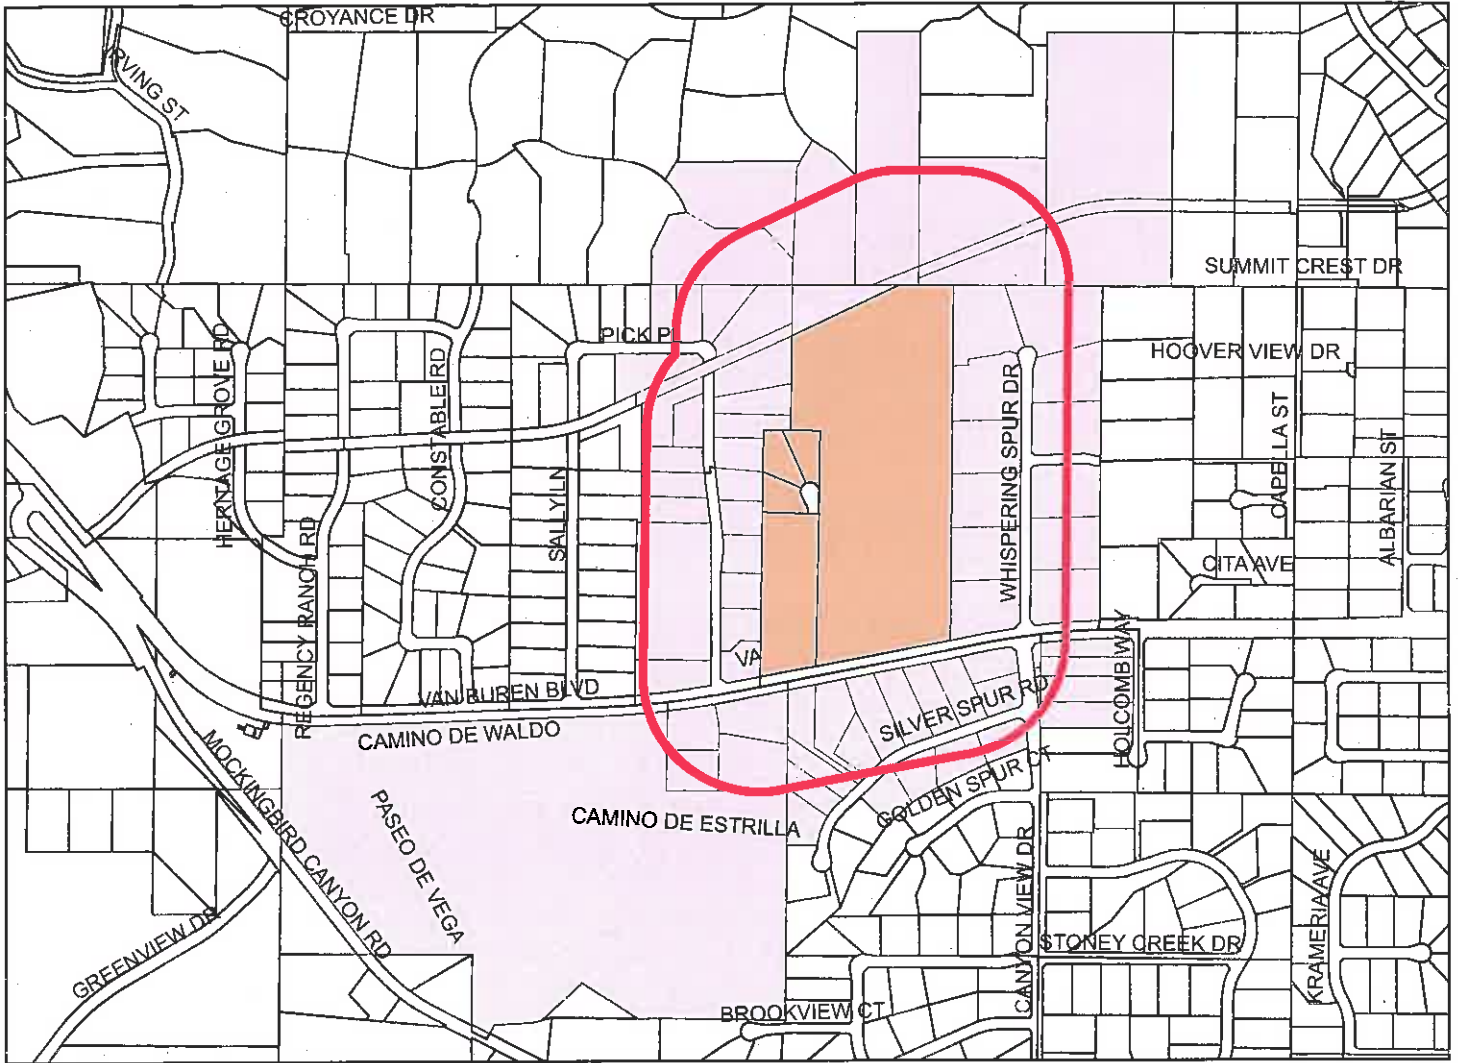 CROYANCE DR
IRVING ST
SUMMIT CREST DR
PICK PL
HOOVER VIEW DR
HERNAGE GROVE RD
CONSTABLE RD
WHISPERING SPUR DR
CAPELLA ST
ALBARIAN ST
SALLY LN
REGENCY RANCH RD
CITA AVE
VA
HOLCOMB WAY
VAN BUREN BLVD
SILVER SPUR RD
CAMINO DE WALDO
MOCKINGBIRD CANYON RD
GOLDEN SPUR CT
PASEO DE VEGA
CAMINO DE ESTRILLA
CANYON VIEW DR
KRAMERIA AVE
GREENVIEW DR
STONEY CREEK DR
BROOKVIEW CT